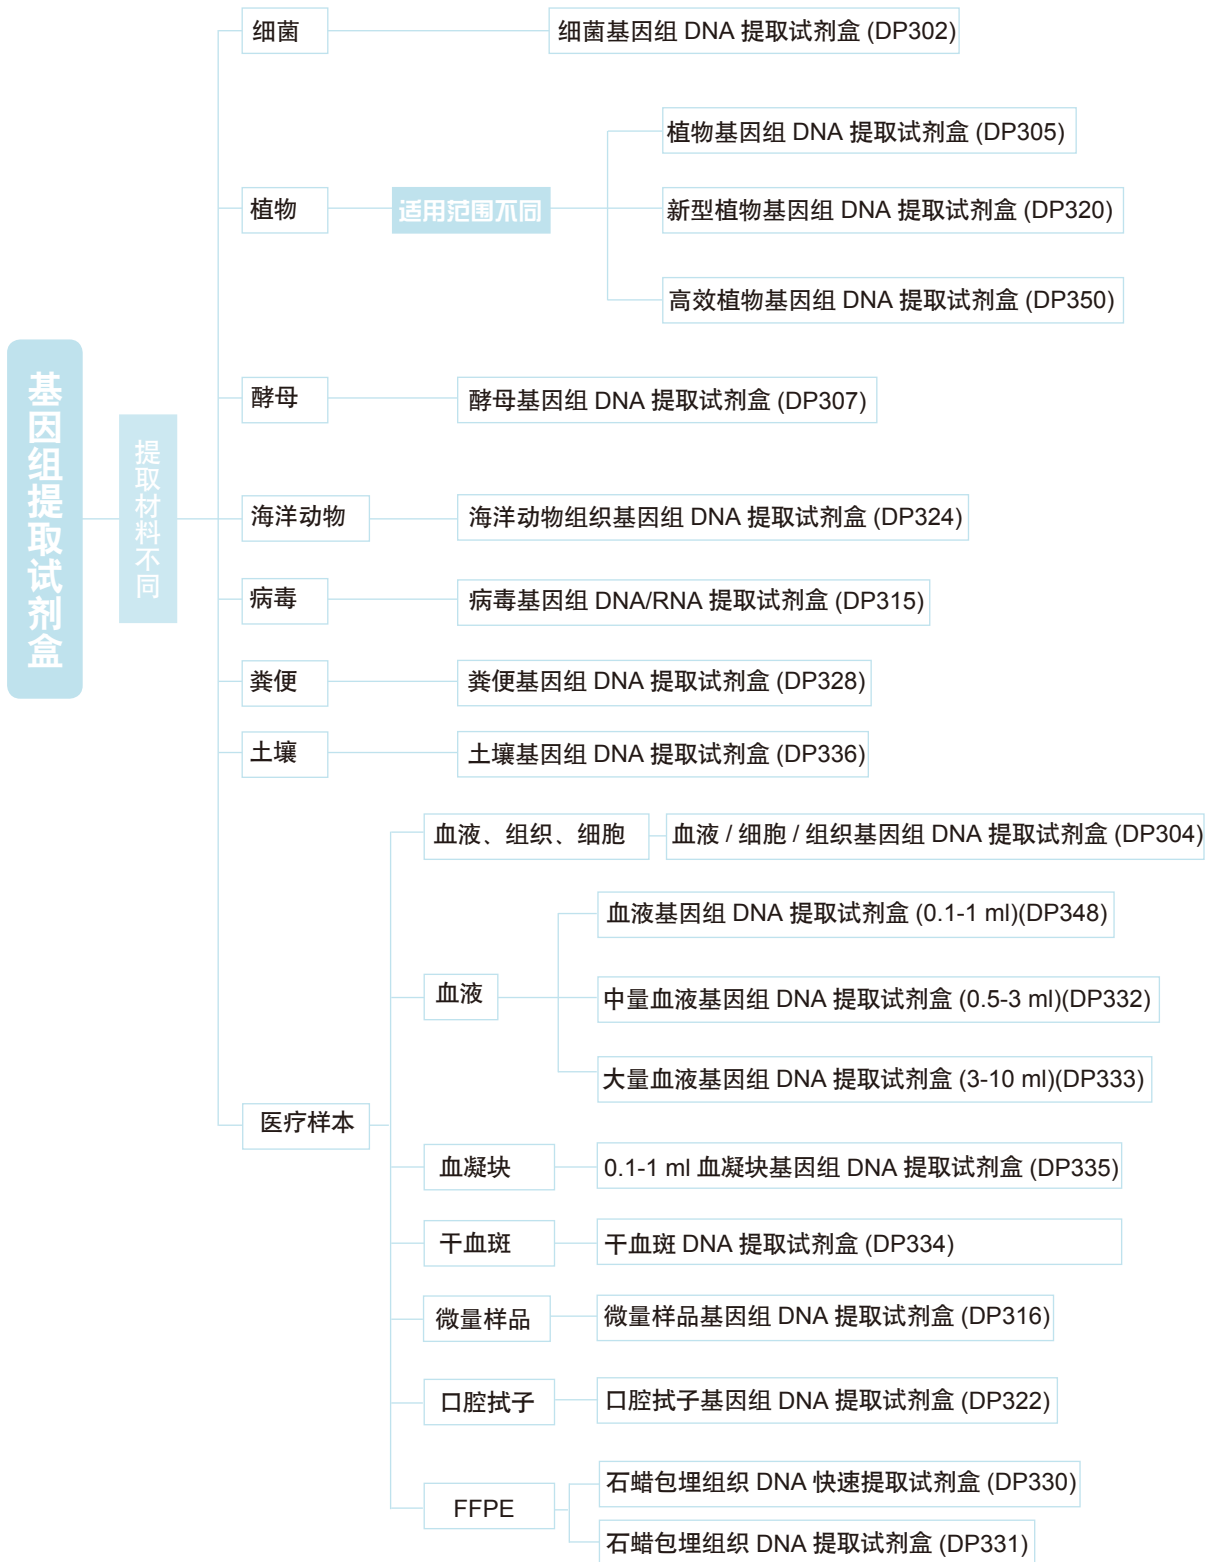 基因组提取试剂盒
提取材料不同
细菌
细菌基因组 DNA 提取试剂盒 (DP302)
植物
适用范围不同
植物基因组 DNA 提取试剂盒 (DP305)
新型植物基因组 DNA 提取试剂盒 (DP320)
高效植物基因组 DNA 提取试剂盒 (DP350)
酵母
酵母基因组 DNA 提取试剂盒 (DP307)
海洋动物
海洋动物组织基因组 DNA 提取试剂盒 (DP324)
病毒
病毒基因组 DNA/RNA 提取试剂盒 (DP315)
粪便
粪便基因组 DNA 提取试剂盒 (DP328)
土壤
土壤基因组 DNA 提取试剂盒 (DP336)
医疗样本
血液、组织、细胞
血液 / 细胞 / 组织基因组 DNA 提取试剂盒 (DP304)
血液
血液基因组 DNA 提取试剂盒 (0.1-1 ml)(DP348)
中量血液基因组 DNA 提取试剂盒 (0.5-3 ml)(DP332)
大量血液基因组 DNA 提取试剂盒 (3-10 ml)(DP333)
血凝块
0.1-1 ml 血凝块基因组 DNA 提取试剂盒 (DP335)
干血斑
干血斑 DNA 提取试剂盒 (DP334)
微量样品
微量样品基因组 DNA 提取试剂盒 (DP316)
口腔拭子
口腔拭子基因组 DNA 提取试剂盒 (DP322)
FFPE
石蜡包埋组织 DNA 快速提取试剂盒 (DP330)
石蜡包埋组织 DNA 提取试剂盒 (DP331)